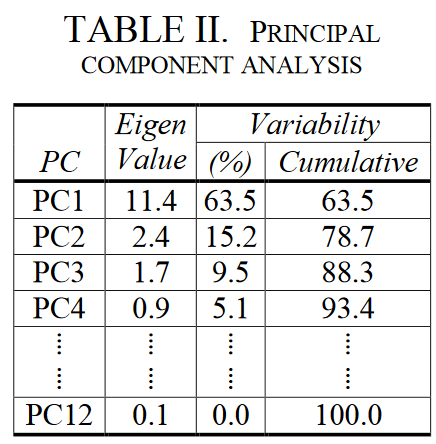 TABLE II. PRINCIPAL
COMPONENT ANALYSIS
PC Eigen Value Variability
(%) Cumulative
PC1 11.4 63.5 63.5
PC2 2.4 15.2 78.7
PC3 1.7 9.5 88.3
PC4 0.9 5.1 93.4
⋮ ⋮ ⋮ ⋮
⋮ ⋮ ⋮ ⋮
PC12 0.1 0.0 100.0